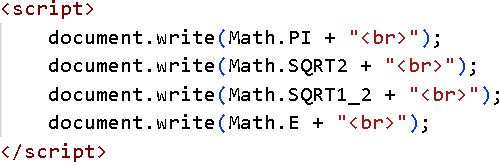 <script>
    document.write(Math.PI + "<br>");
    document.write(Math.SQRT2 + "<br>");
    document.write(Math.SQRT1_2 + "<br>");
    document.write(Math.E + "<br>");
</script>